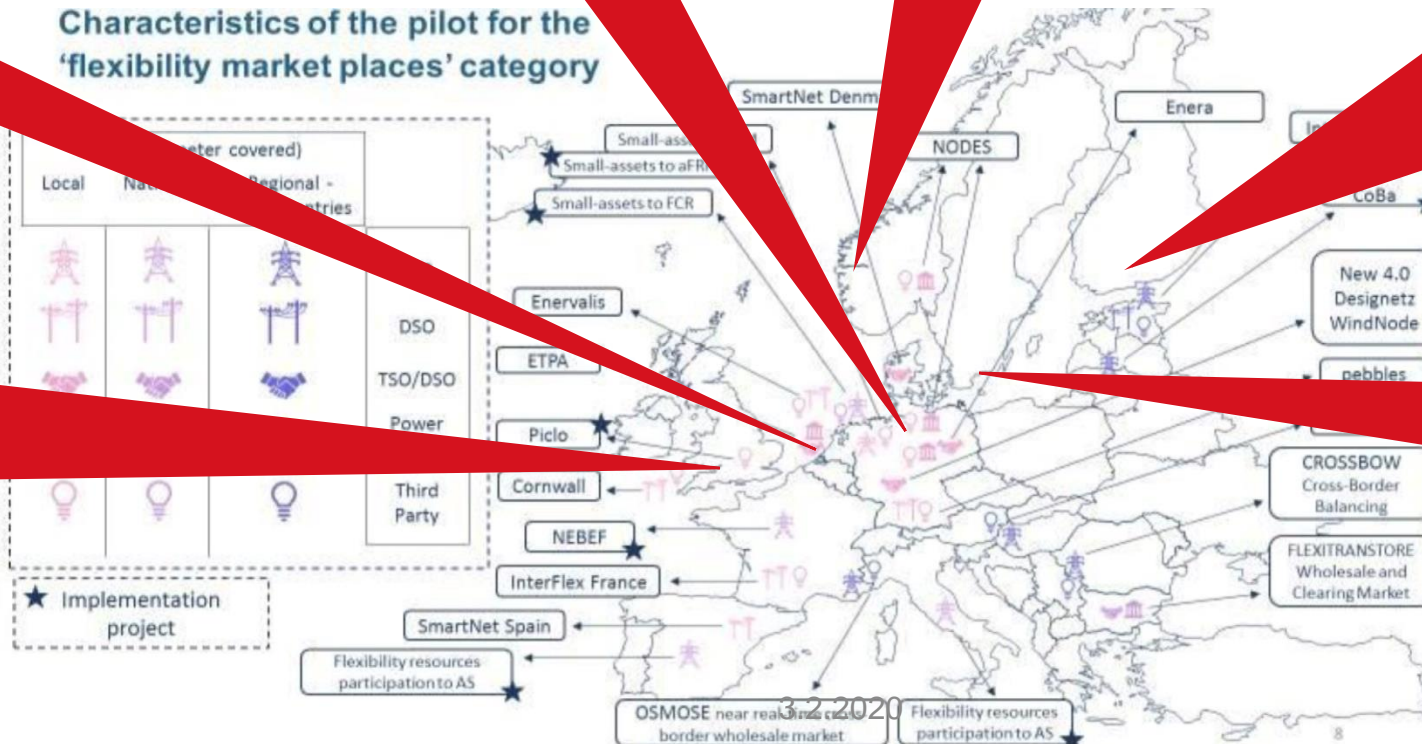 Characteristics of the pilot for the
‘flexibility market places’ category
covered)
Local
Regional -
DSO
TSO/DSO
Power
Third
Party
Implementation
project
SmartNet
Small-assets to
Small-assets to FCR
NODES
Enera
CoBa
Enervalis
ETPA
Piclo
Cornwall
NEBEF
InterFlex France
SmartNet Spain
Flexibility resources
participation to AS
New 4.0
Designetz
WindNode
pebbles
CROSSBOW
Cross-Border
Balancing
FLEXITRANSTORE
Wholesale and
Clearing Market
OSMOSE near
border wholesale market
3.2.2020
Flexibility resources
participation to AS
8